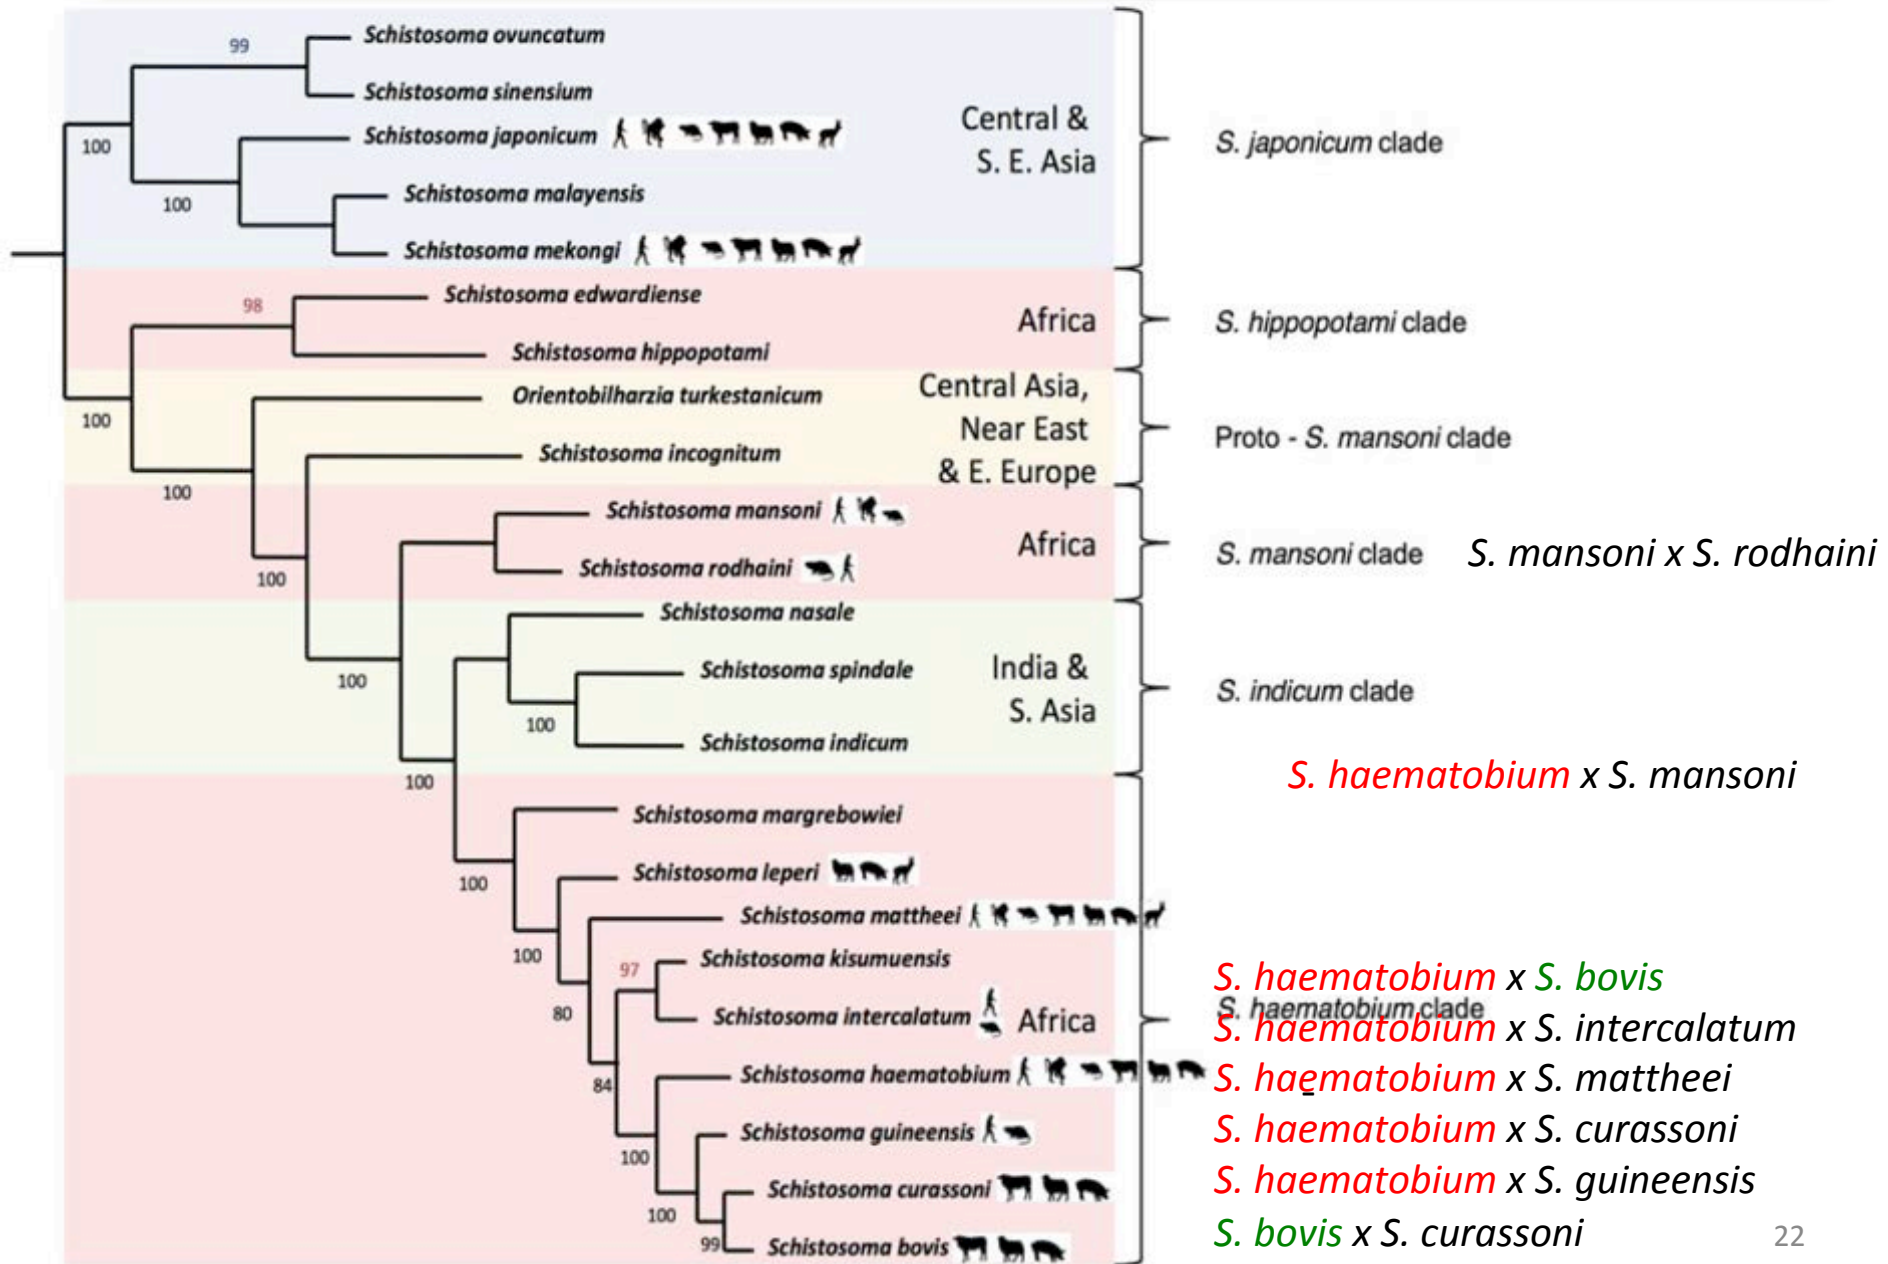 Schistosoma ovuncatum
99
Schistosoma sinensium
Schistosoma japonicum
100
100
Schistosoma malayensis
Schistosoma mekongi
Central &
S. E. Asia
S. japonicum clade
Schistosoma edwardiense
98
Schistosoma hippopotami
Africa
S. hippopotami clade
100
Orientobilharzia turkestanicum
Schistosoma incognitum
100
Central Asia,
Near East
& E. Europe
Proto - S. mansoni clade
Schistosoma mansoni
Schistosoma rodhaini
100
Africa
S. mansoni clade
S. mansoni x S. rodhaini
Schistosoma nasale
100
Schistosoma spindale
100
Schistosoma indicum
India &
S. Asia
S. indicum clade
100
S. haematobium x S. mansoni
Schistosoma margrebowiei
Schistosoma leperi
100
Schistosoma mattheei
100
Schistosoma kisumuensis
97
80
Schistosoma intercalatum
Africa
S. haematobium clade
Schistosoma haematobium
84
Schistosoma guineensis
100
Schistosoma curassoni
100
Schistosoma bovis
99
S. haematobium x S. bovis
S. haematobium x S. intercalatum
S. haematobium x S. mattheei
S. haematobium x S. curassoni
S. haematobium x S. guineensis
S. bovis x S. curassoni
22